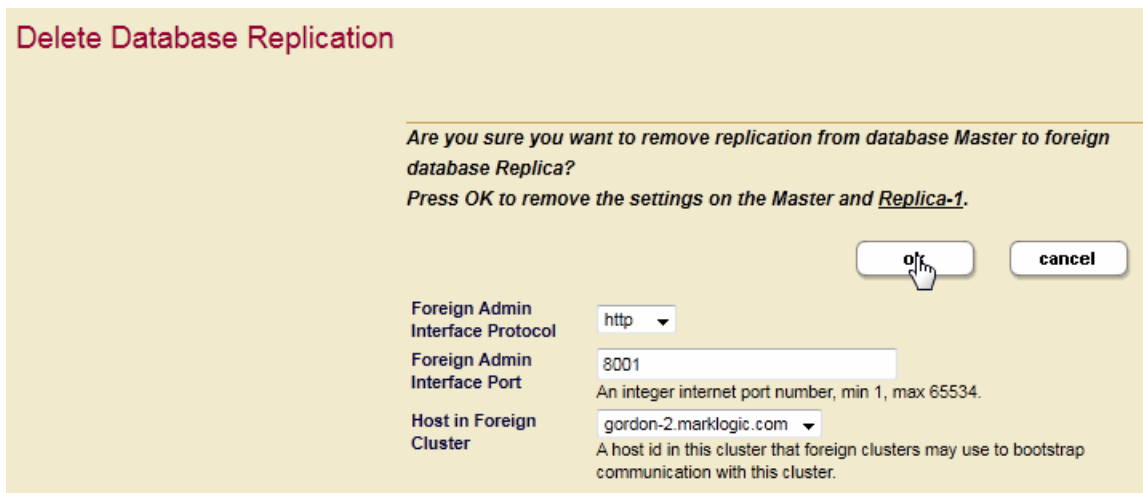 Delete Database Replication
Are you sure you want to remove replication from database Master to foreign
database Replica?
Press OK to remove the settings on the Master and Replica-1.
ok cancel
Foreign Admin
Interface Protocol
http
Foreign Admin
Interface Port
8001
An integer internet port number, min 1, max 65534.
Host in Foreign
Cluster
gordon-2.marklogic.com
A host id in this cluster that foreign clusters may use to bootstrap
communication with this cluster.